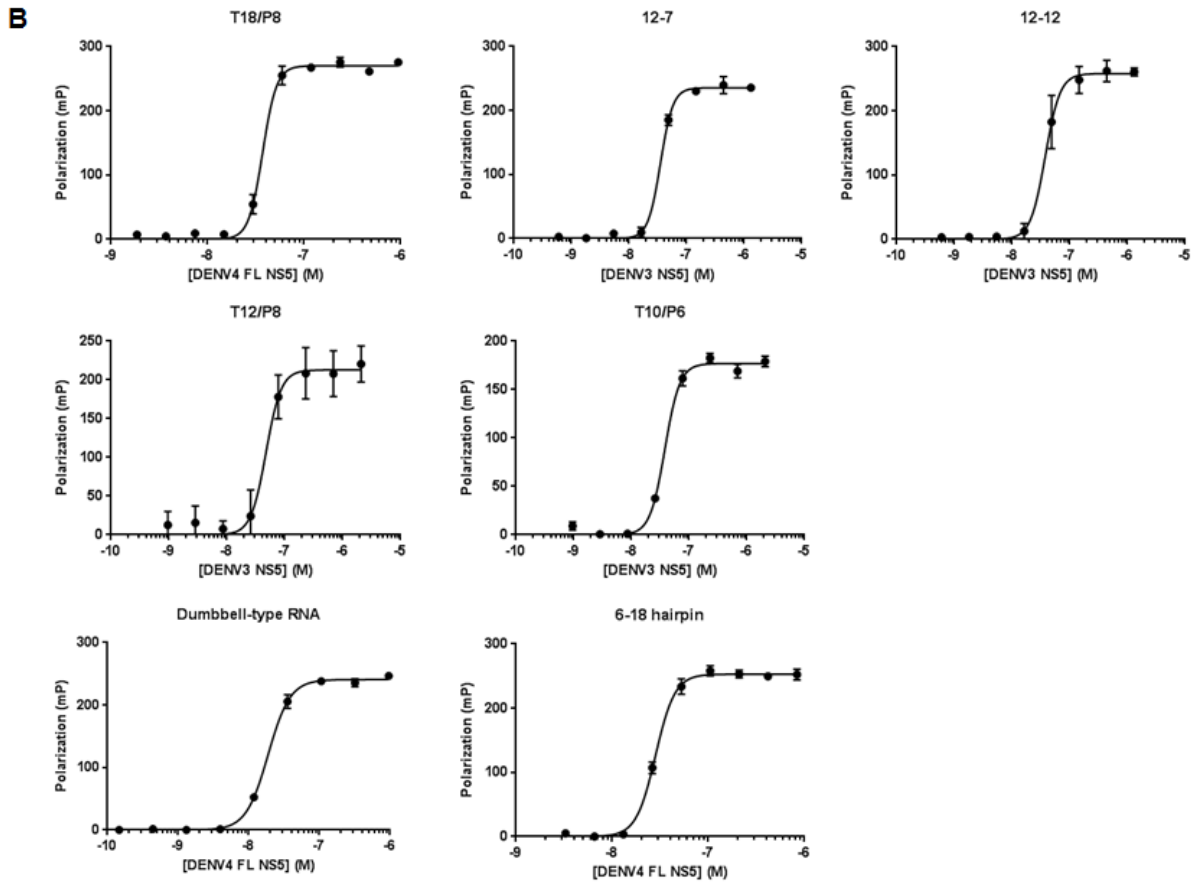 B
T18/P8
12-7
12-12
300
200
100
0
Polarization (mP)
-9 -8 -7 -6
[DENV4 FL NS5] (M)
300
200
100
0
Polarization (mP)
-10 -9 -8 -7 -6 -5
[DENV3 NS5] (M)
300
200
100
0
Polarization (mP)
-10 -9 -8 -7 -6 -5
[DENV3 NS5] (M)
T12/P8
T10/P6
250
200
150
100
50
0
Polarization (mP)
-10 -9 -8 -7 -6 -5
[DENV3 NS5] (M)
200
150
100
50
0
Polarization (mP)
-10 -9 -8 -7 -6 -5
[DENV3 NS5] (M)
Dumbbell-type RNA
6-18 hairpin
300
200
100
0
Polarization (mP)
-10 -9 -8 -7 -6
[DENV4 FL NS5] (M)
300
200
100
0
Polarization (mP)
-9 -8 -7 -6
[DENV4 FL NS5] (M)